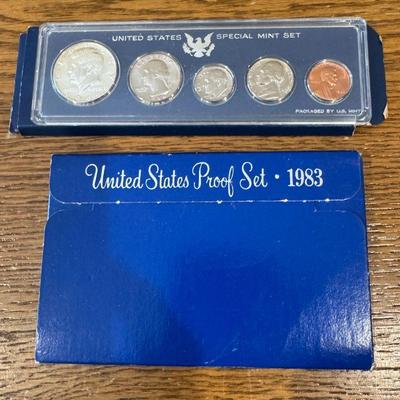 UNITED STATES SPECIAL MINT SET
PACKAGED BY U.S. MINT
United States Proof Set · 1983